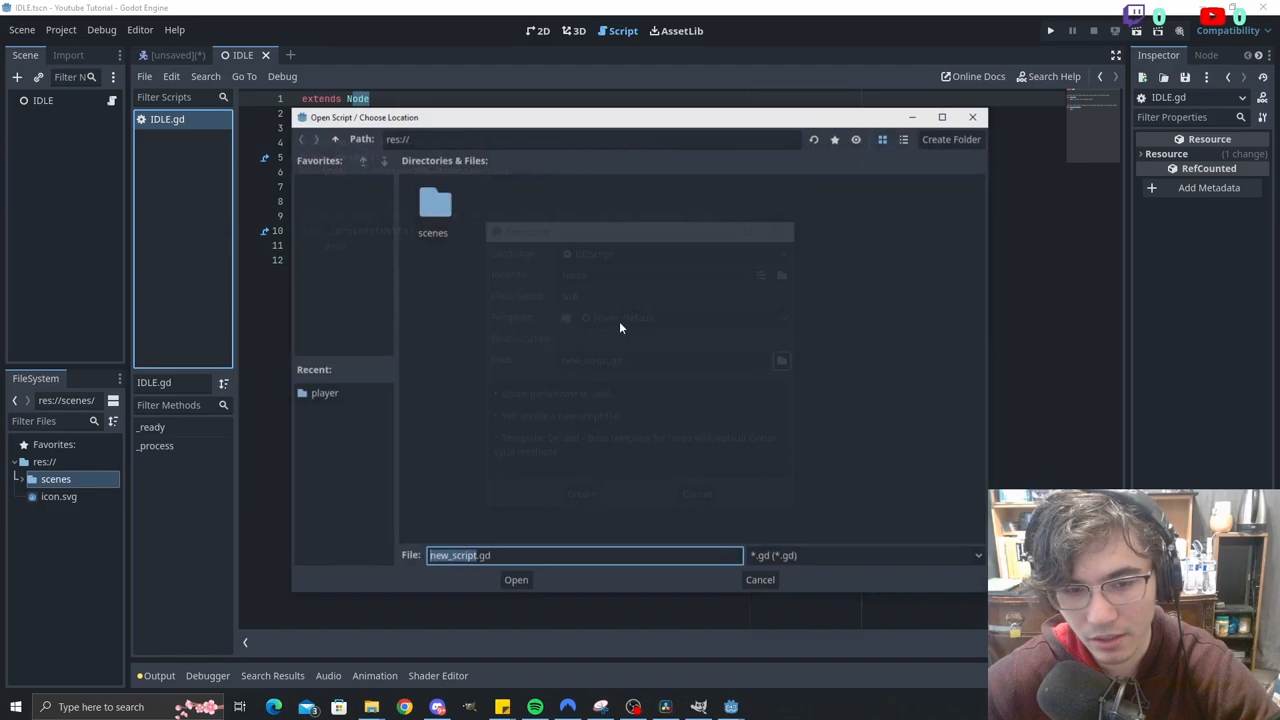 IDLE.tscn - Youtube Tutorial - Godot Engine
Scene Project Debug Editor Help
2D 3D Script AssetLib
0 0
Compatibility
Scene Import
[unsaved](*) IDLE
Inspector Node
Filter N
File Edit Search Go To Debug
Online Docs Search Help
IDLE
Filter Scripts
IDLE.gd
1 extends Node
2
3
4
5
6
7
8
9
10
11
12
IDLE.gd
Filter Properties
Resource
Resource (1 change)
RefCounted
Add Metadata
Open Script / Choose Location
Path: res://
Create Folder
Favorites:
Directories & Files:
scenes
Recent:
player
File: new_script.gd
*.gd (*.gd)
Open Cancel
FileSystem
res://scenes/
Filter Files
Favorites:
res://
scenes
icon.svg
IDLE.gd
Filter Methods
_ready
_process
Output Debugger Search Results Audio Animation Shader Editor
Type here to search